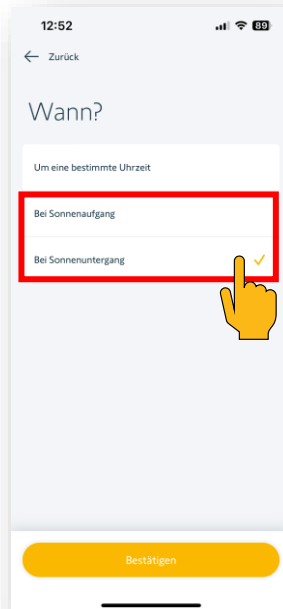 12:52
89
Zurück
Wann?
Um eine bestimmte Uhrzeit
Bei Sonnenaufgang
Bei Sonnenuntergang
Bestätigen